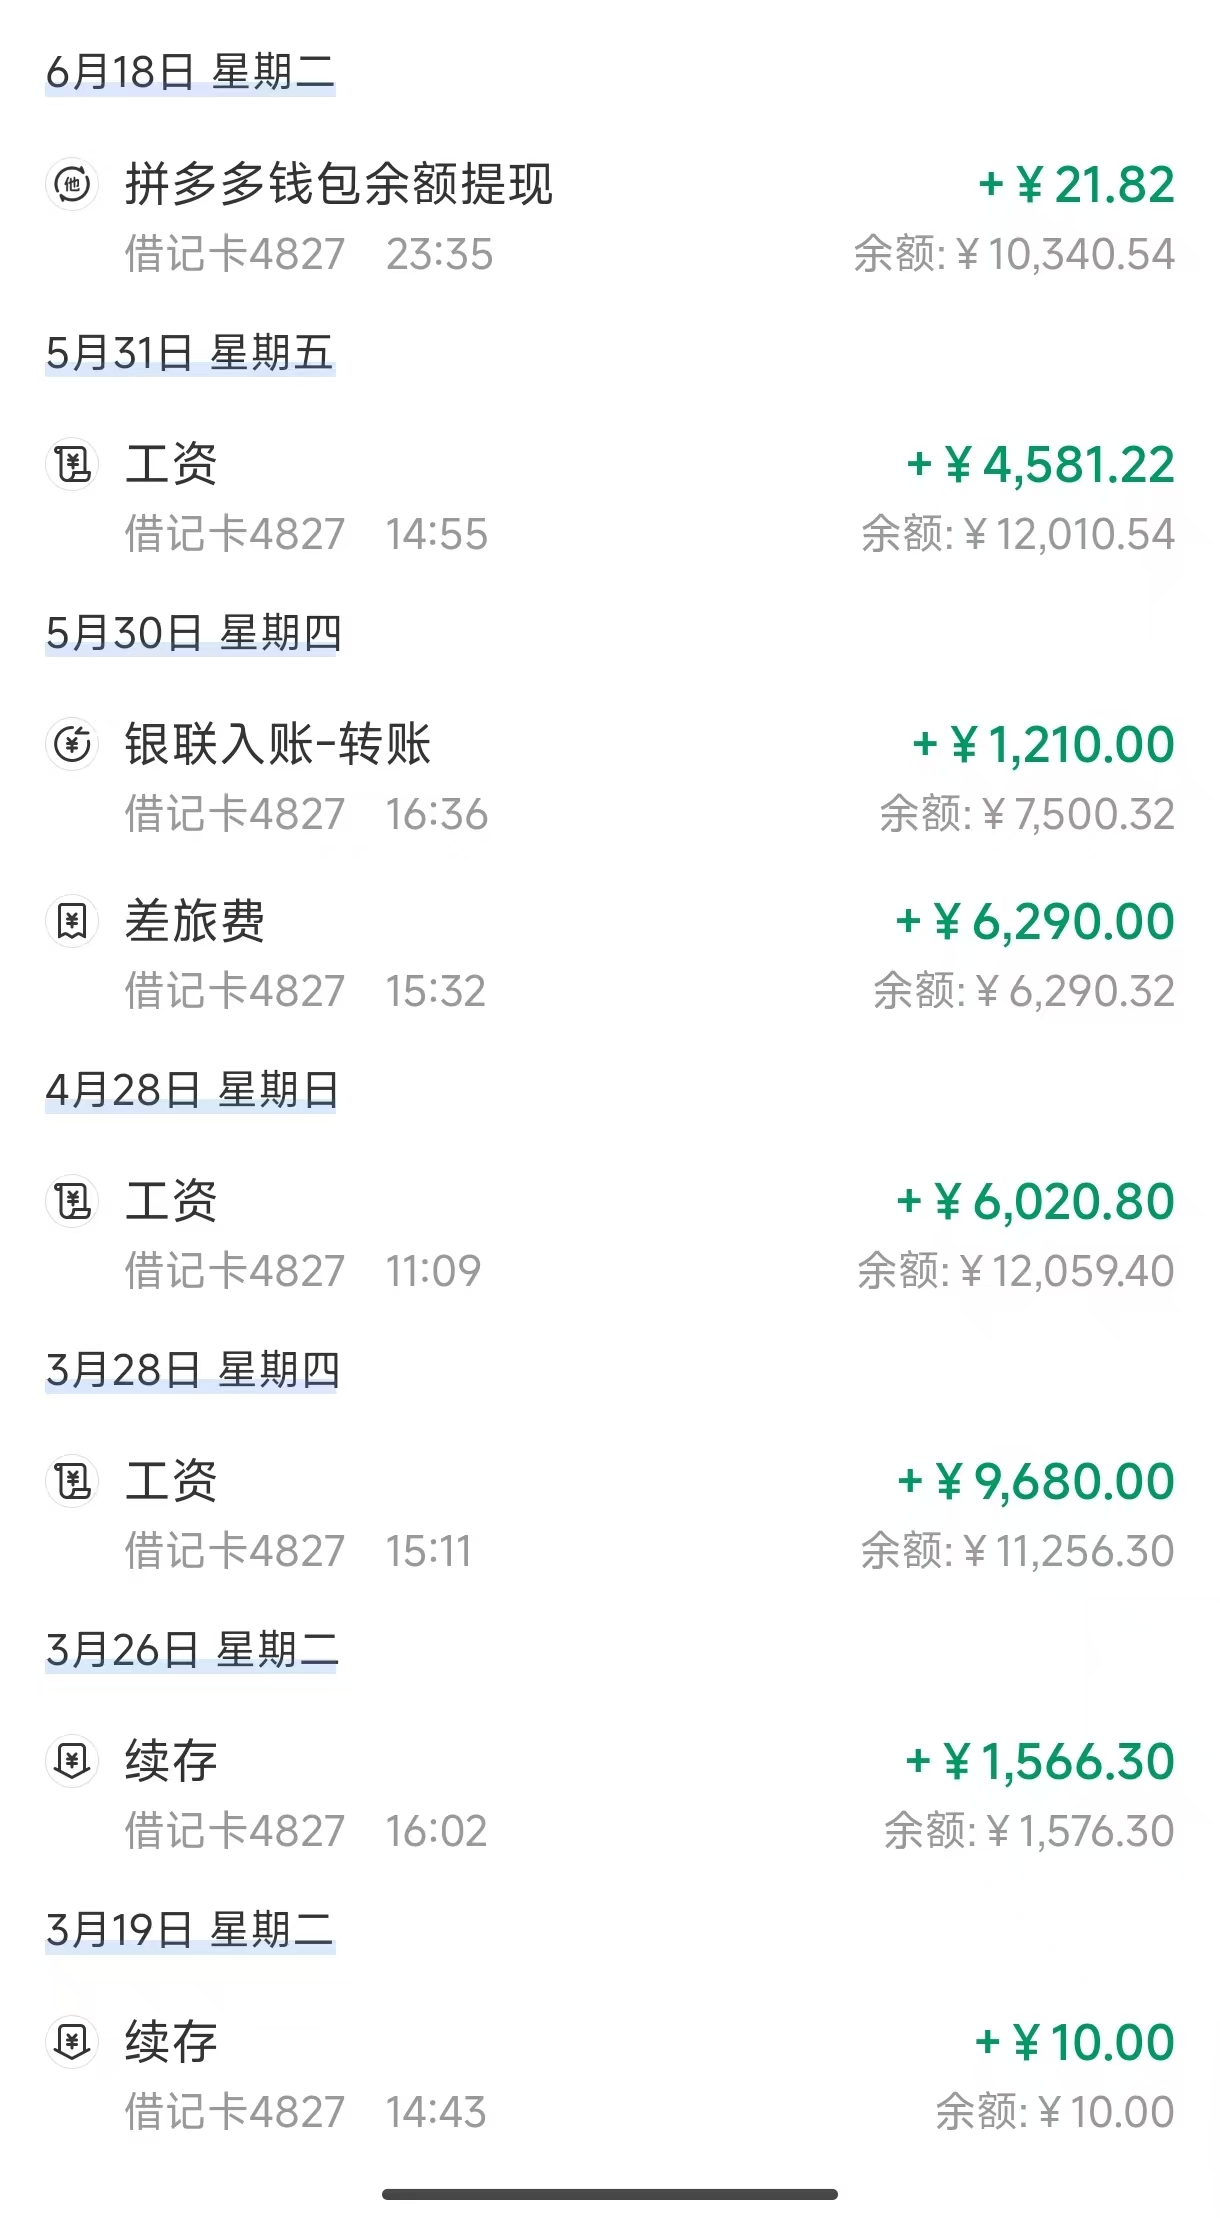 6月18日 星期二
他 拼多多钱包余额提现 + ¥ 21.82
借记卡4827 23:35 余额: ¥ 10,340.54
5月31日 星期五
¥ 工资 + ¥ 4,581.22
借记卡4827 14:55 余额: ¥ 12,010.54
5月30日 星期四
¥ 银联入账-转账 + ¥ 1,210.00
借记卡4827 16:36 余额: ¥ 7,500.32
¥ 差旅费 + ¥ 6,290.00
借记卡4827 15:32 余额: ¥ 6,290.32
4月28日 星期日
¥ 工资 + ¥ 6,020.80
借记卡4827 11:09 余额: ¥ 12,059.40
3月28日 星期四
¥ 工资 + ¥ 9,680.00
借记卡4827 15:11 余额: ¥ 11,256.30
3月26日 星期二
¥ 续存 + ¥ 1,566.30
借记卡4827 16:02 余额: ¥ 1,576.30
3月19日 星期二
¥ 续存 + ¥ 10.00
借记卡4827 14:43 余额: ¥ 10.00